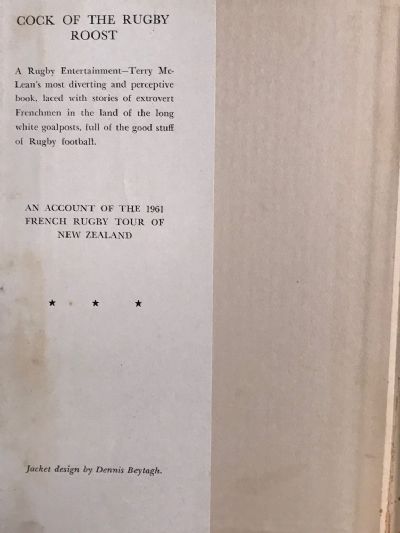 COCK OF THE RUGBY
ROOST
A Rugby Entertainment—Terry Mc-
Lean's most diverting and perceptive
book, laced with stories of extrovert
Frenchmen in the land of the long
white goalposts, full of the good stuff
of Rugby football.
AN ACCOUNT OF THE 1961
FRENCH RUGBY TOUR OF
NEW ZEALAND
★ ★ ★
Jacket design by Dennis Beytagh.